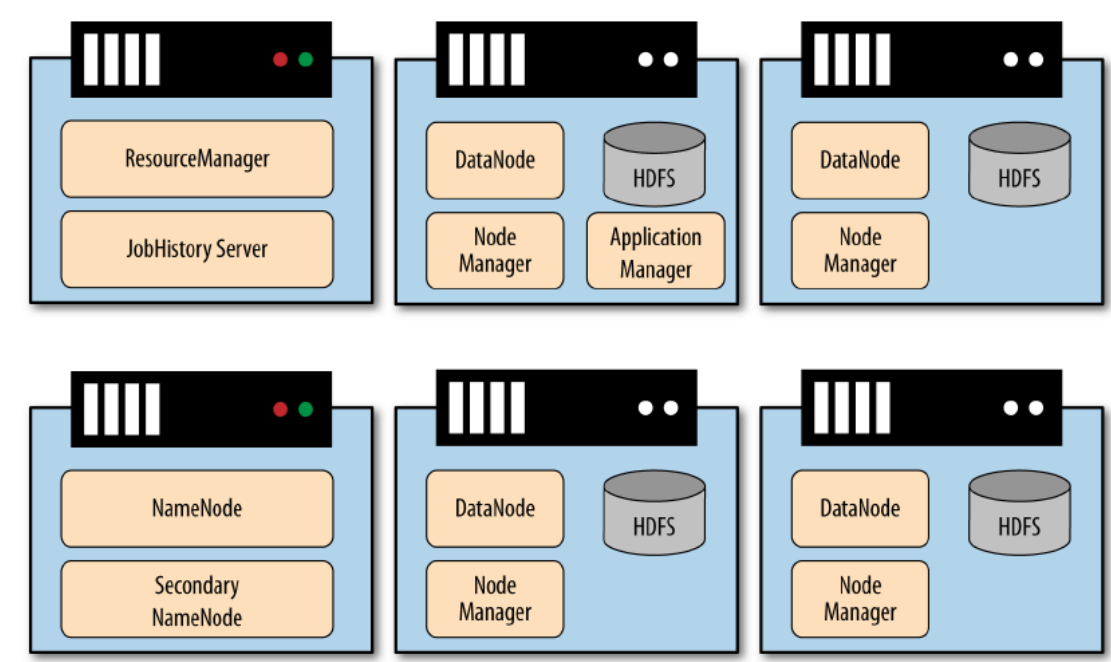 ResourceManager
JobHistory Server
DataNode
HDFS
Node
Manager
Application
Manager
DataNode
HDFS
Node
Manager
NameNode
Secondary
NameNode
DataNode
HDFS
Node
Manager
DataNode
HDFS
Node
Manager